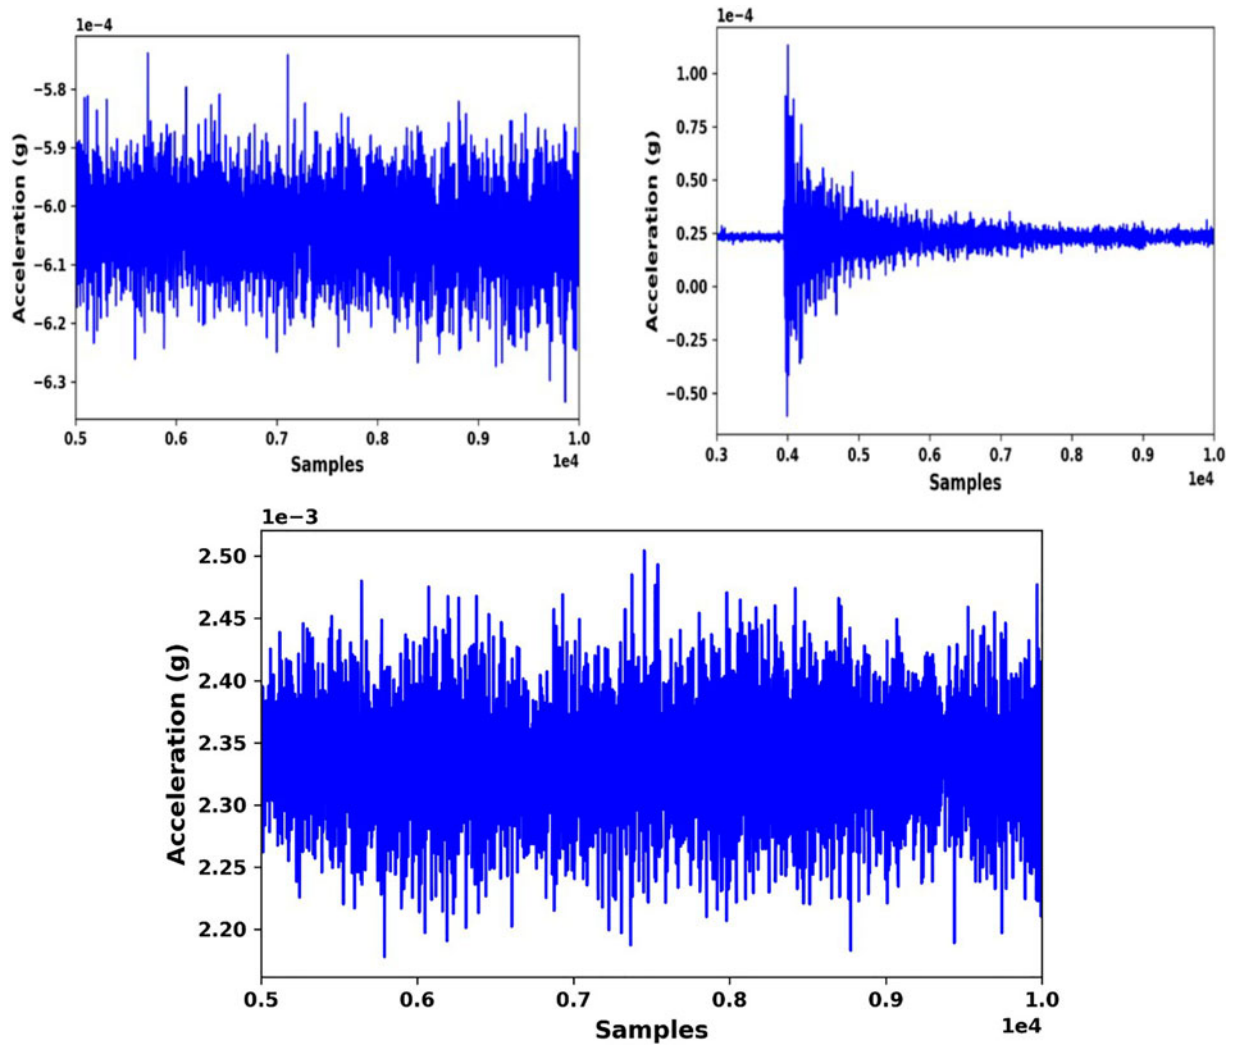 1e−4
−5.8
−5.9
−6.0
−6.1
−6.2
−6.3
Acceleration (g)
0.5 0.6 0.7 0.8 0.9 1.0
Samples 1e4
1e−4
1.00
0.75
0.50
0.25
0.00
−0.25
−0.50
Acceleration (g)
0.3 0.4 0.5 0.6 0.7 0.8 0.9 1.0
Samples 1e4
1e−3
2.50
2.45
2.40
2.35
2.30
2.25
2.20
Acceleration (g)
0.5 0.6 0.7 0.8 0.9 1.0
Samples 1e4